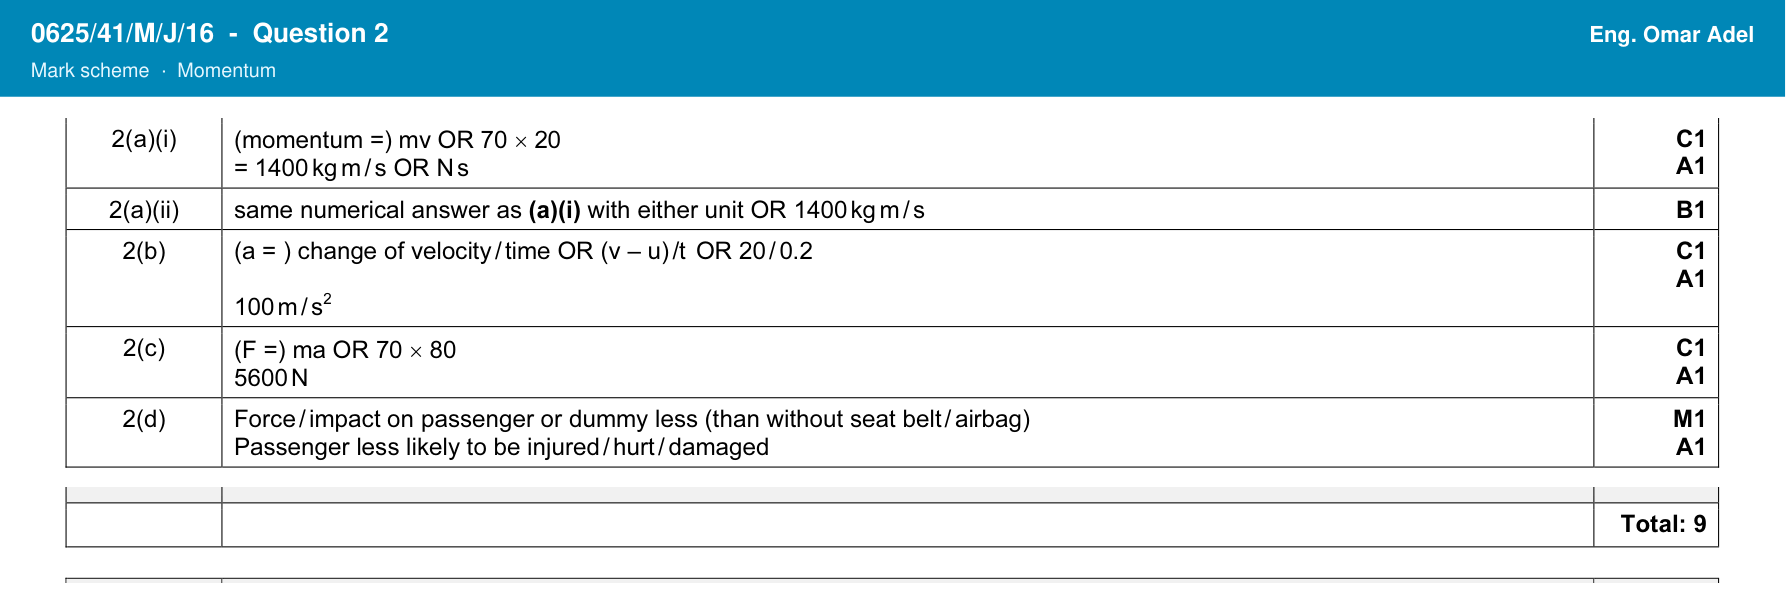 0625/41/M/J/16 - Question 2
Eng. Omar Adel
Mark scheme · Momentum
2(a)(i) (momentum =) mv OR 70 × 20 C1
= 1400 kg m / s OR N s A1
2(a)(ii) same numerical answer as (a)(i) with either unit OR 1400 kg m / s B1
2(b) (a = ) change of velocity / time OR (v – u) /t OR 20 / 0.2 C1
A1
100 m / s²
2(c) (F =) ma OR 70 × 80 C1
5600 N A1
2(d) Force / impact on passenger or dummy less (than without seat belt / airbag) M1
Passenger less likely to be injured / hurt / damaged A1
Total: 9